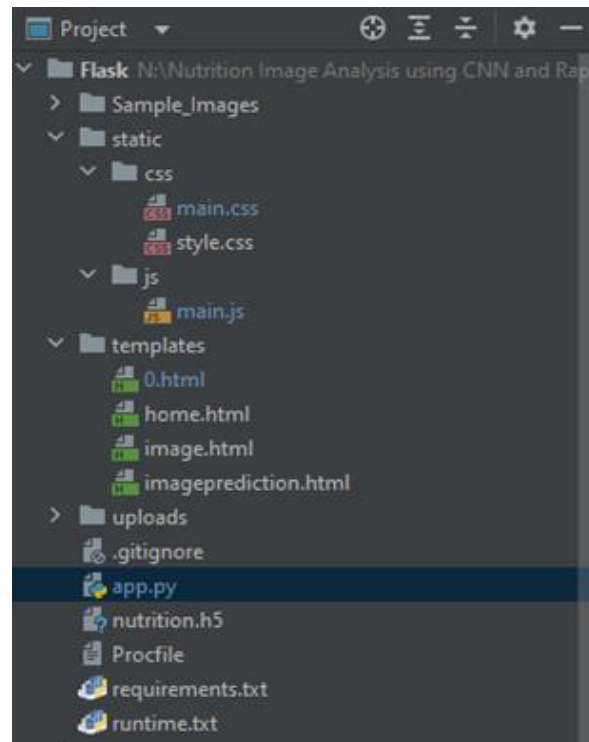 Project
Flask N:\Nutrition Image Analysis using CNN and Rap
Sample_Images
static
css
main.css
style.css
js
main.js
templates
0.html
home.html
image.html
imageprediction.html
uploads
.gitignore
app.py
nutrition.h5
Procfile
requirements.txt
runtime.txt